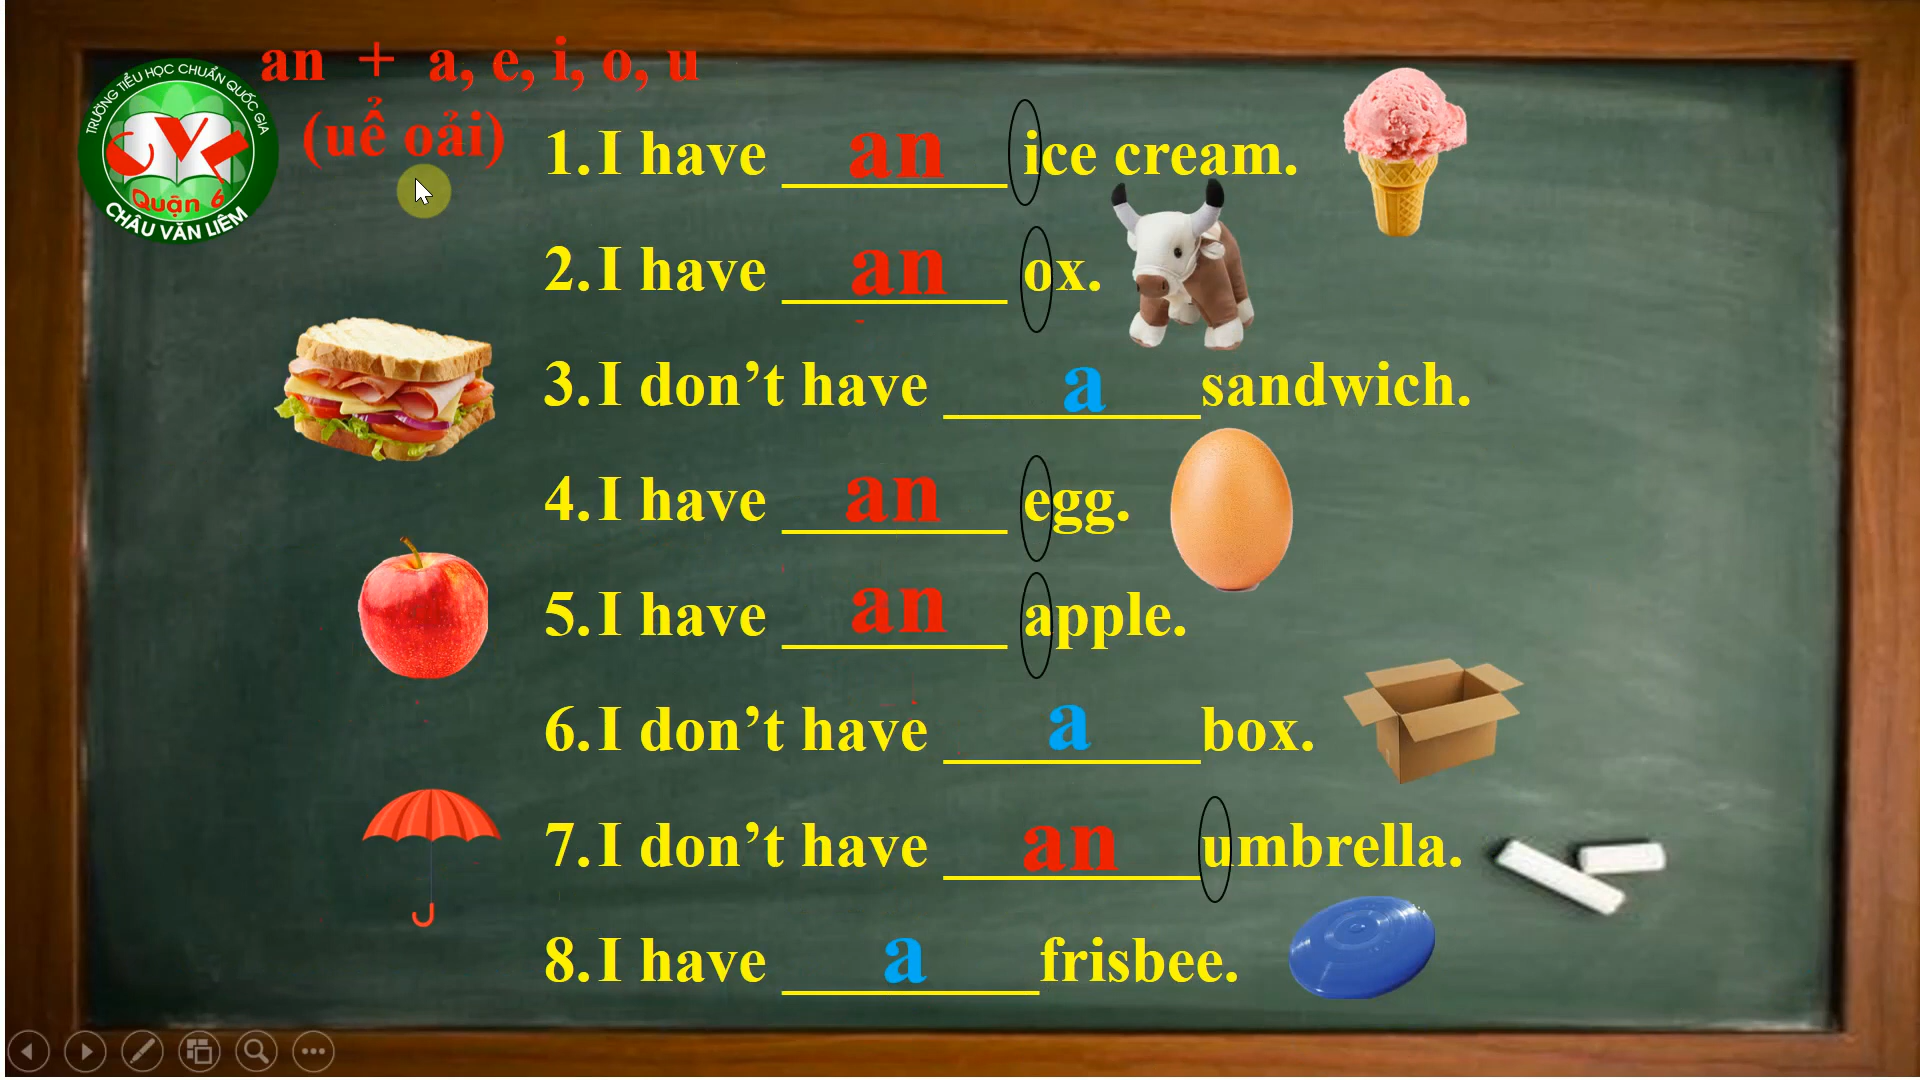 an + a, e, i, o, u
(uể oải)
TRƯỜNG TIỂU HỌC CHUẨN QUỐC GIA
CVL
Quận 6
CHÂU VĂN LIÊM
1. I have an ice cream.
2. I have an ox.
3. I don’t have a sandwich.
4. I have an egg.
5. I have an apple.
6. I don’t have a box.
7. I don’t have an umbrella.
8. I have a frisbee.